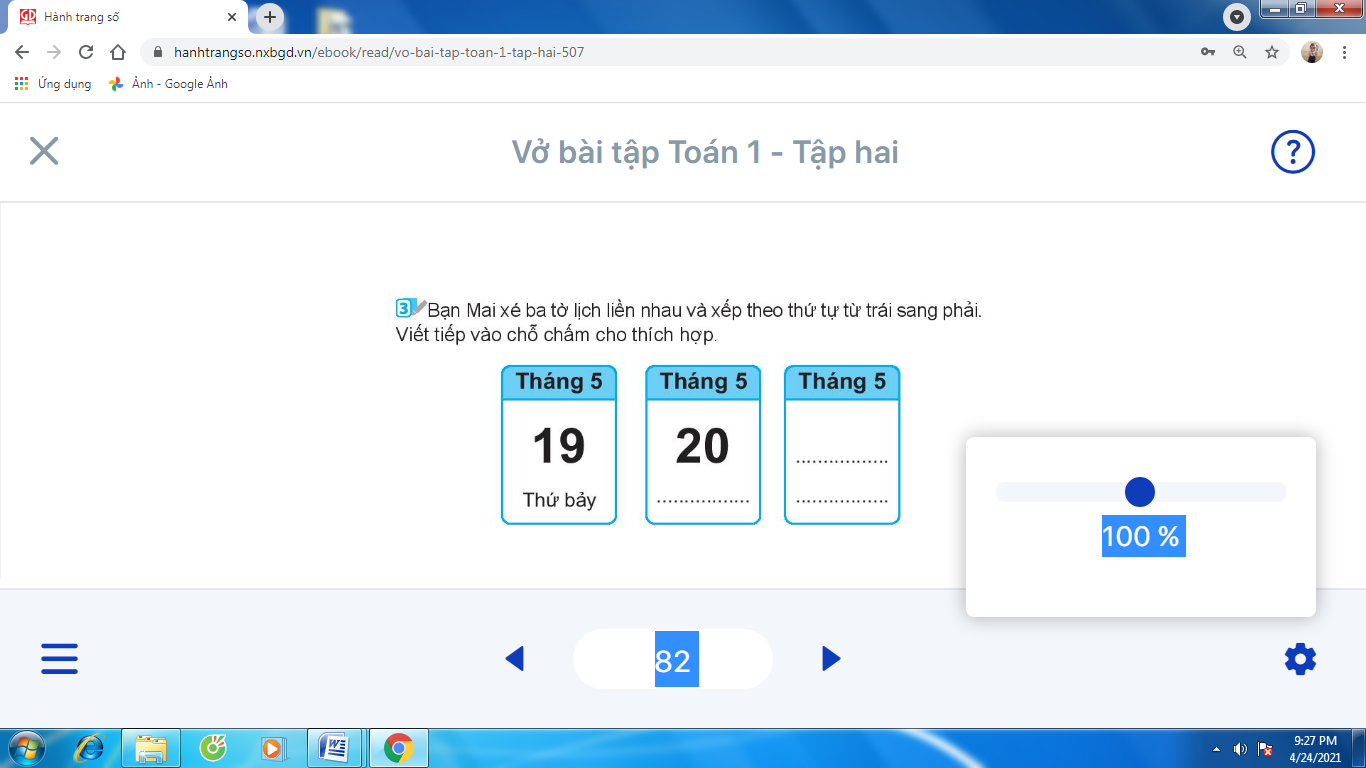 Hành trang số
hanhtrangso.nxbgd.vn/ebook/read/vo-bai-tap-toan-1-tap-hai-507
Ứng dụng
Ảnh - Google Ảnh
Vở bài tập Toán 1 - Tập hai
?
3 Bạn Mai xé ba tờ lịch liền nhau và xếp theo thứ tự từ trái sang phải.
Viết tiếp vào chỗ chấm cho thích hợp.
Tháng 5
19
Thứ bảy
Tháng 5
20
.................
Tháng 5
.................
.................
100 %
82
9:27 PM
4/24/2021